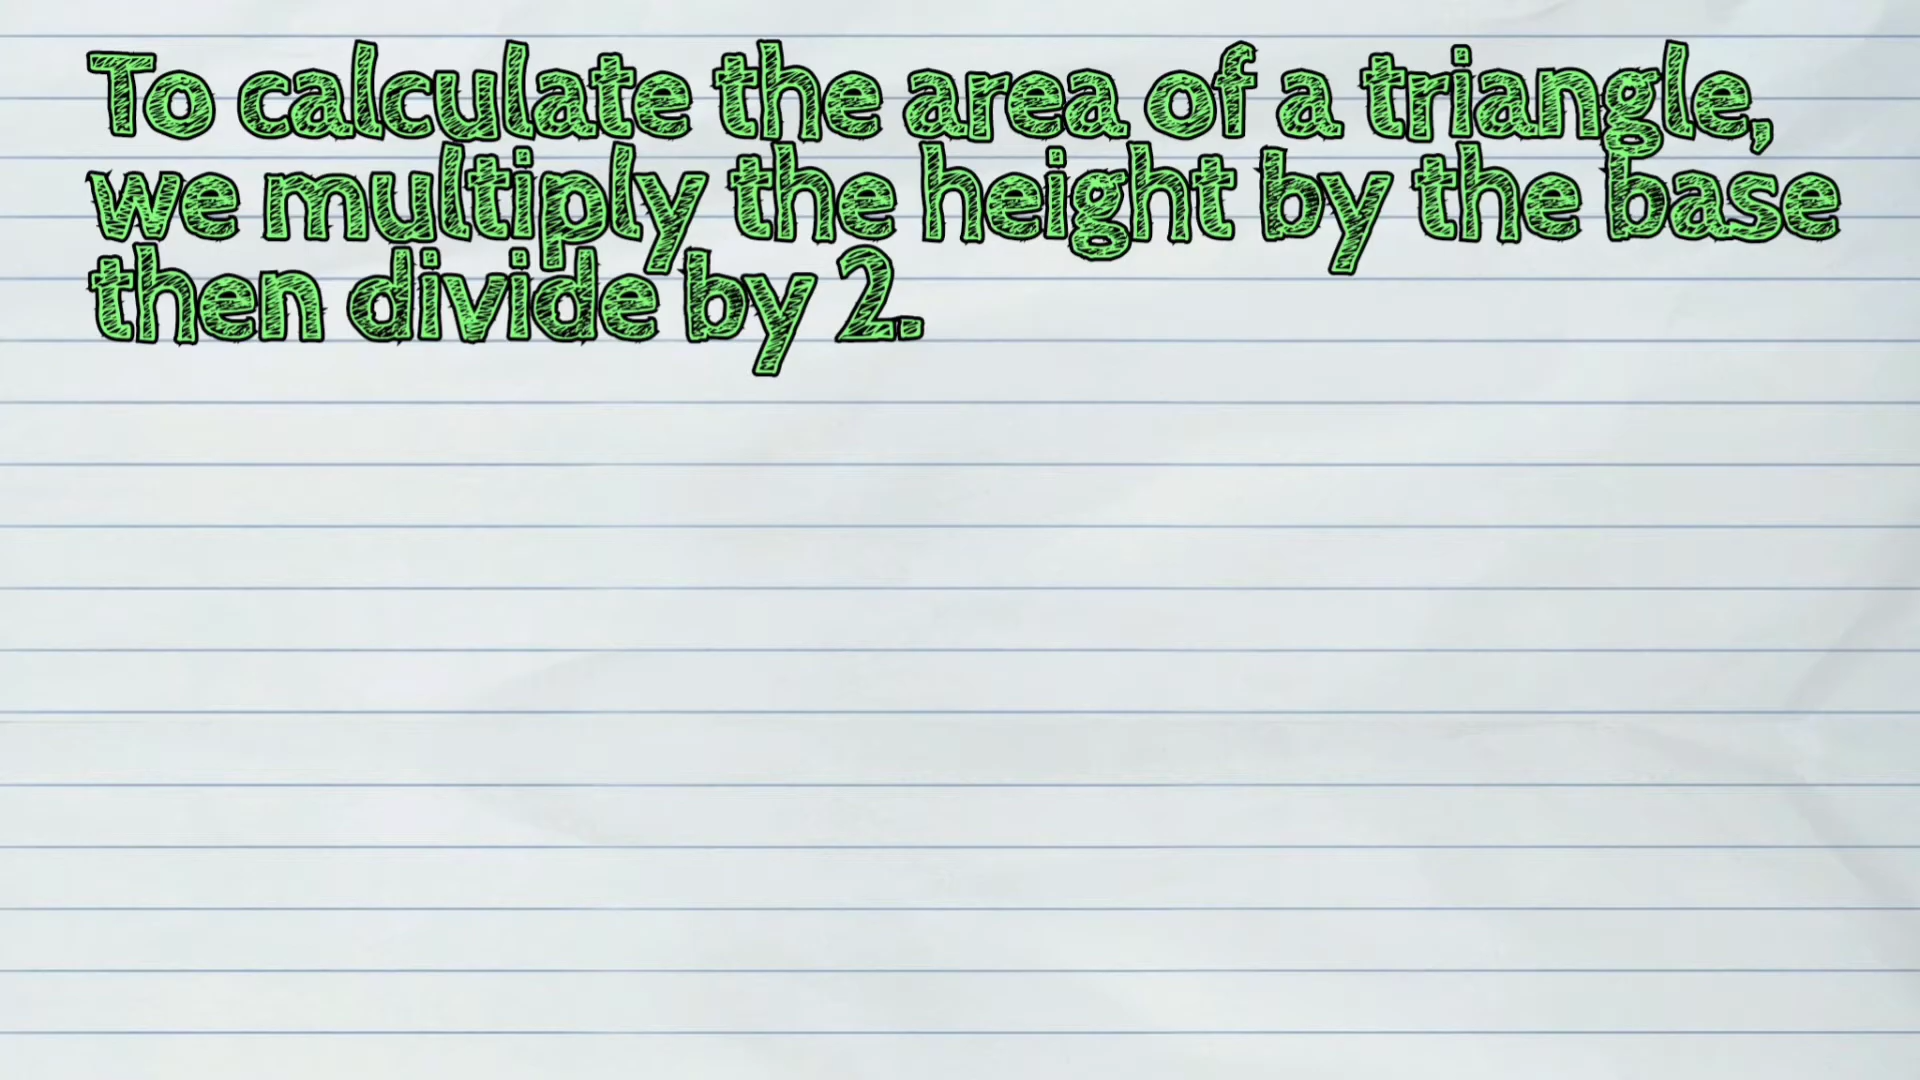 To calculate the area of a triangle,
we multiply the height by the base
then divide by 2.